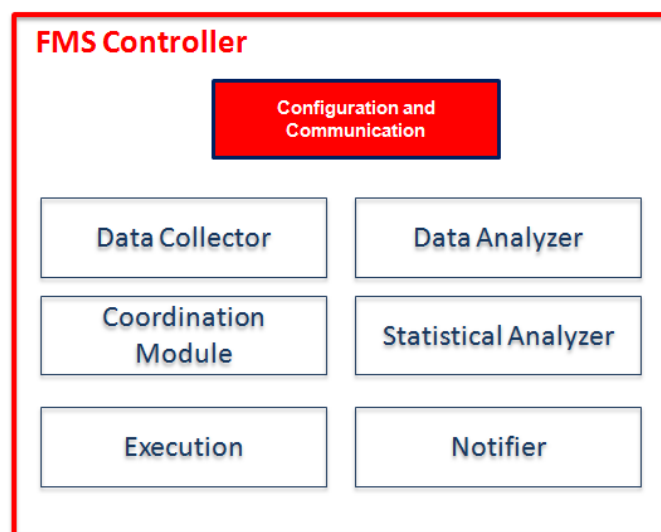 FMS Controller
Configuration and
Communication
Data Collector
Data Analyzer
Coordination
Module
Statistical Analyzer
Execution
Notifier